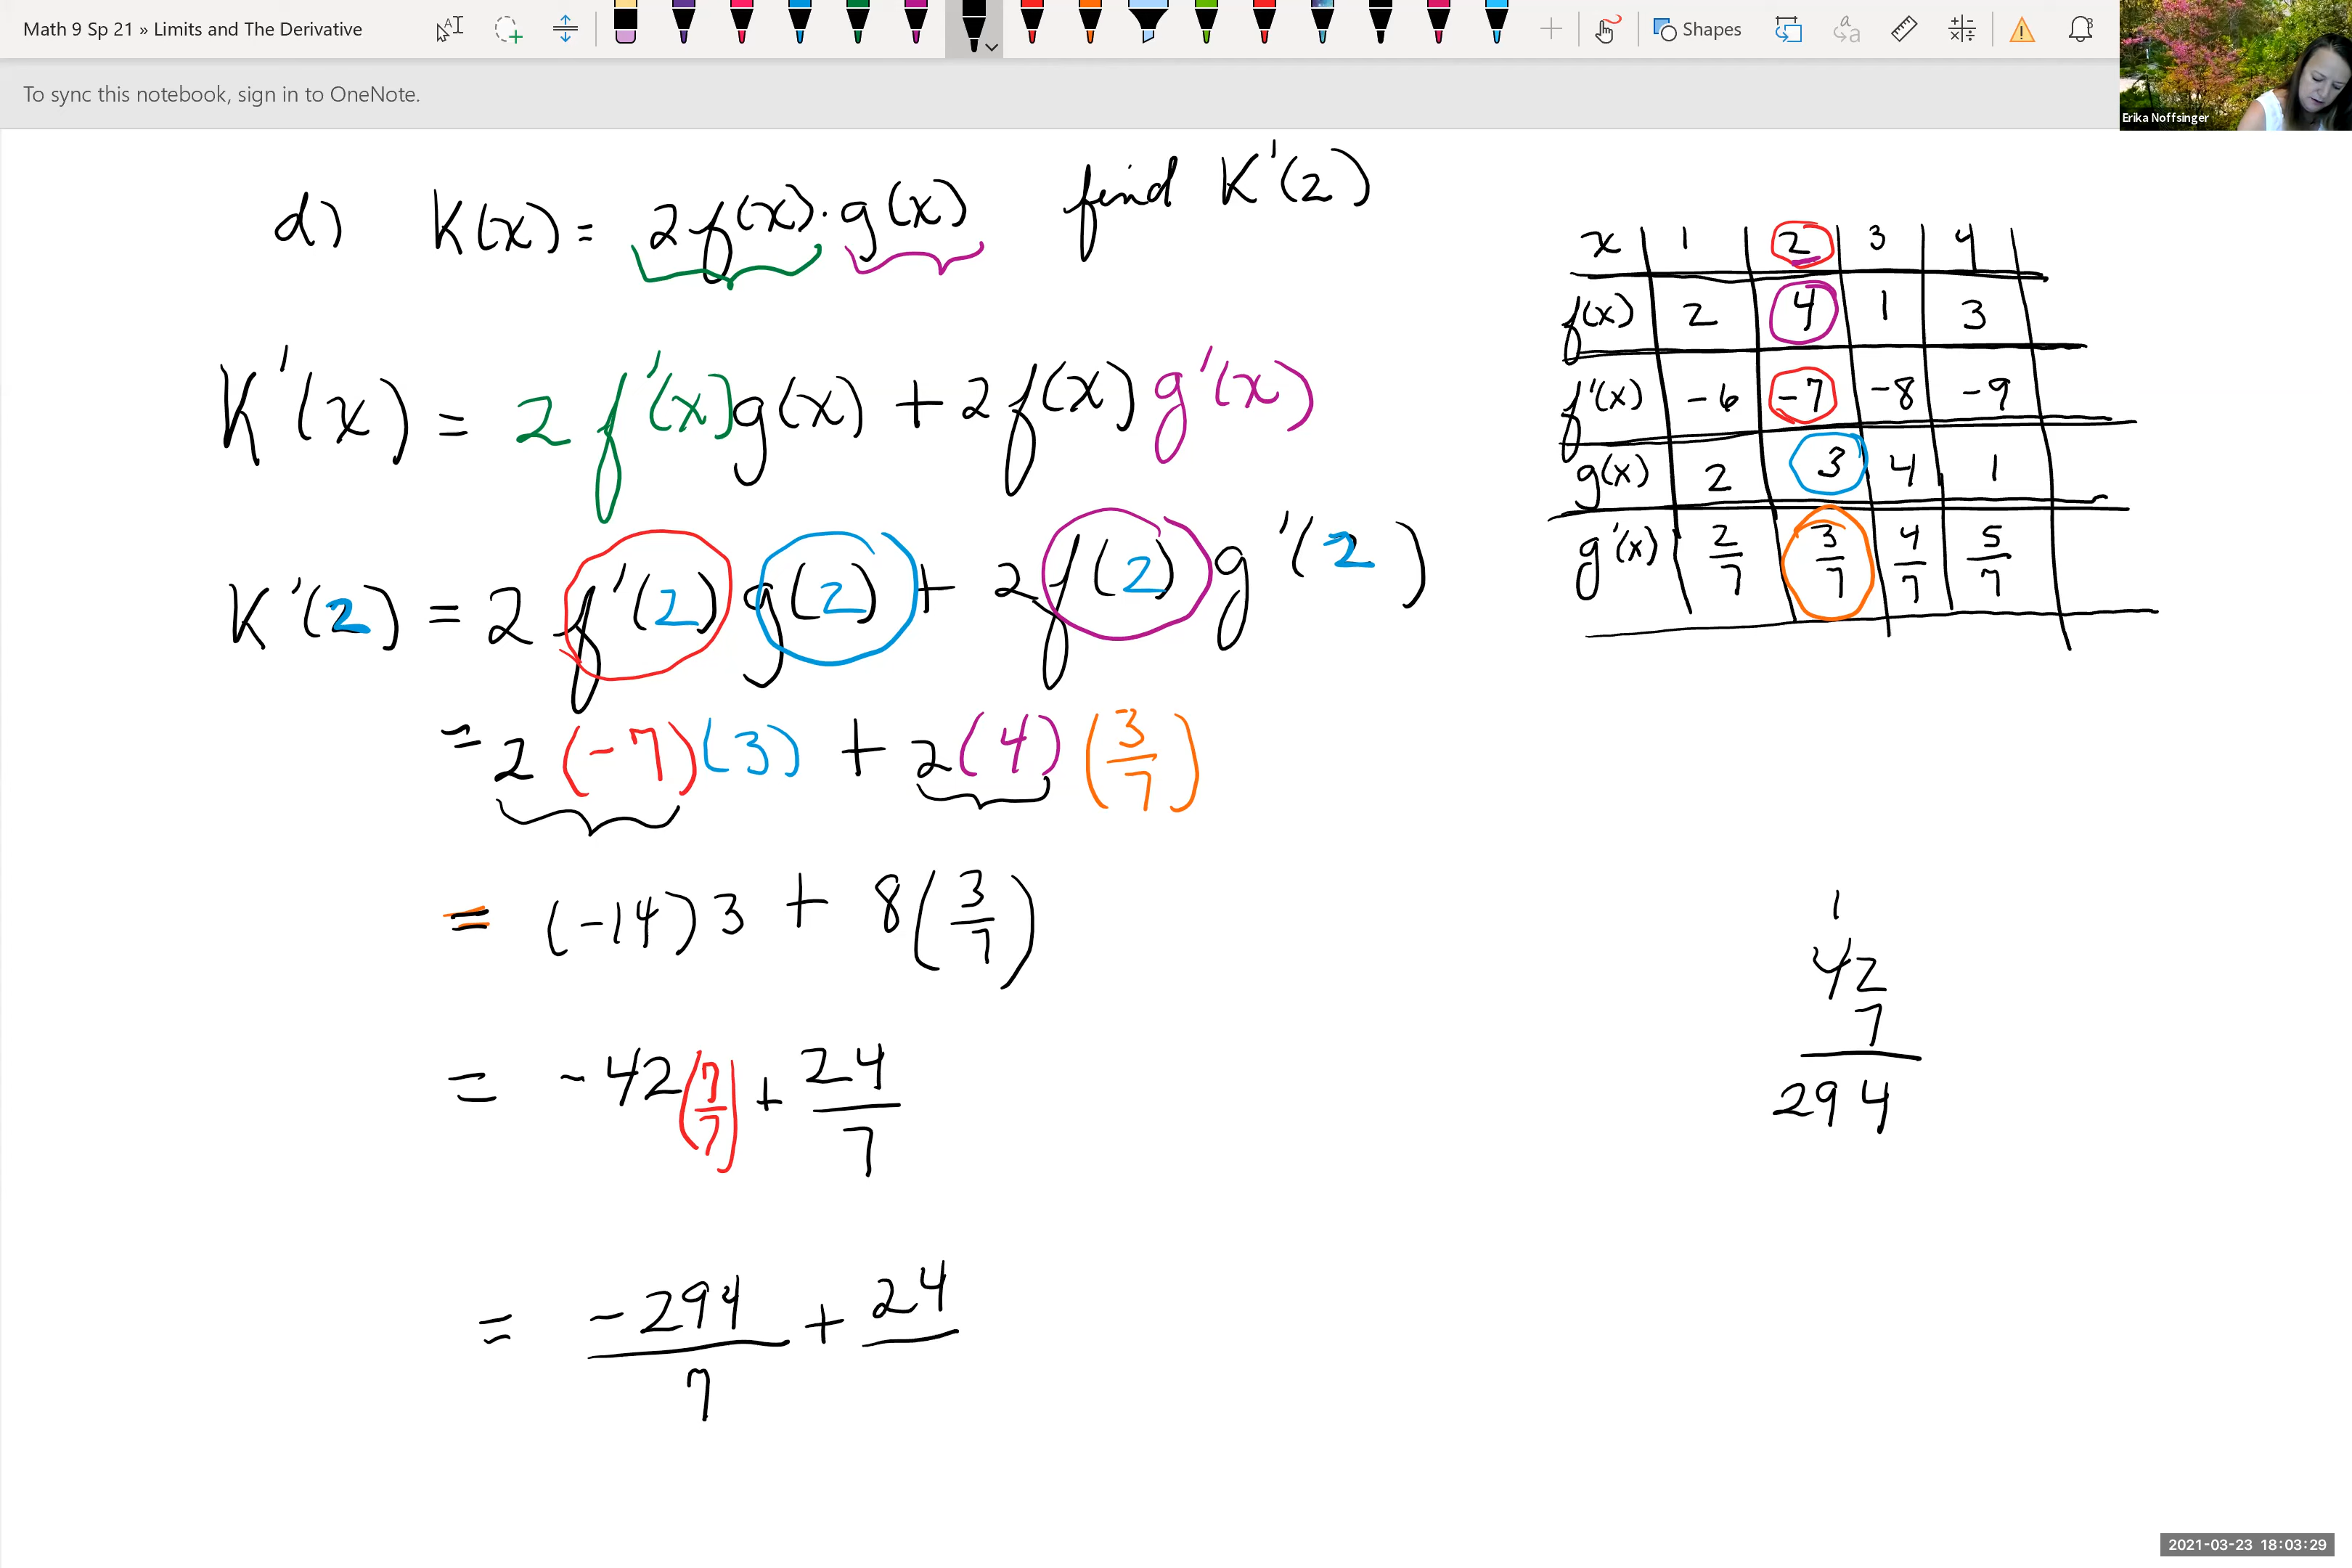 Math 9 Sp 21 » Limits and The Derivative
Shapes
To sync this notebook, sign in to OneNote.
Erika Noffsinger
d) K(x) = 2f(x)·g(x) find K'(2)
K'(x) = 2f'(x)g(x) + 2f(x)g'(x)
K'(2) = 2f'(2)g(2) + 2f(2)g'(2)
= 2(-7)(3) + 2(4)(3/7)
= (-14)3 + 8(3/7)
= -42(7/7) + 24/7
= -294/7 + 24
x 1 2 3 4
f(x) 2 4 1 3
f'(x) -6 -7 -8 -9
g(x) 2 3 4 1
g'(x) 2/7 3/7 4/7 5/7
1
42
7
294
2021-03-23 18:03:29